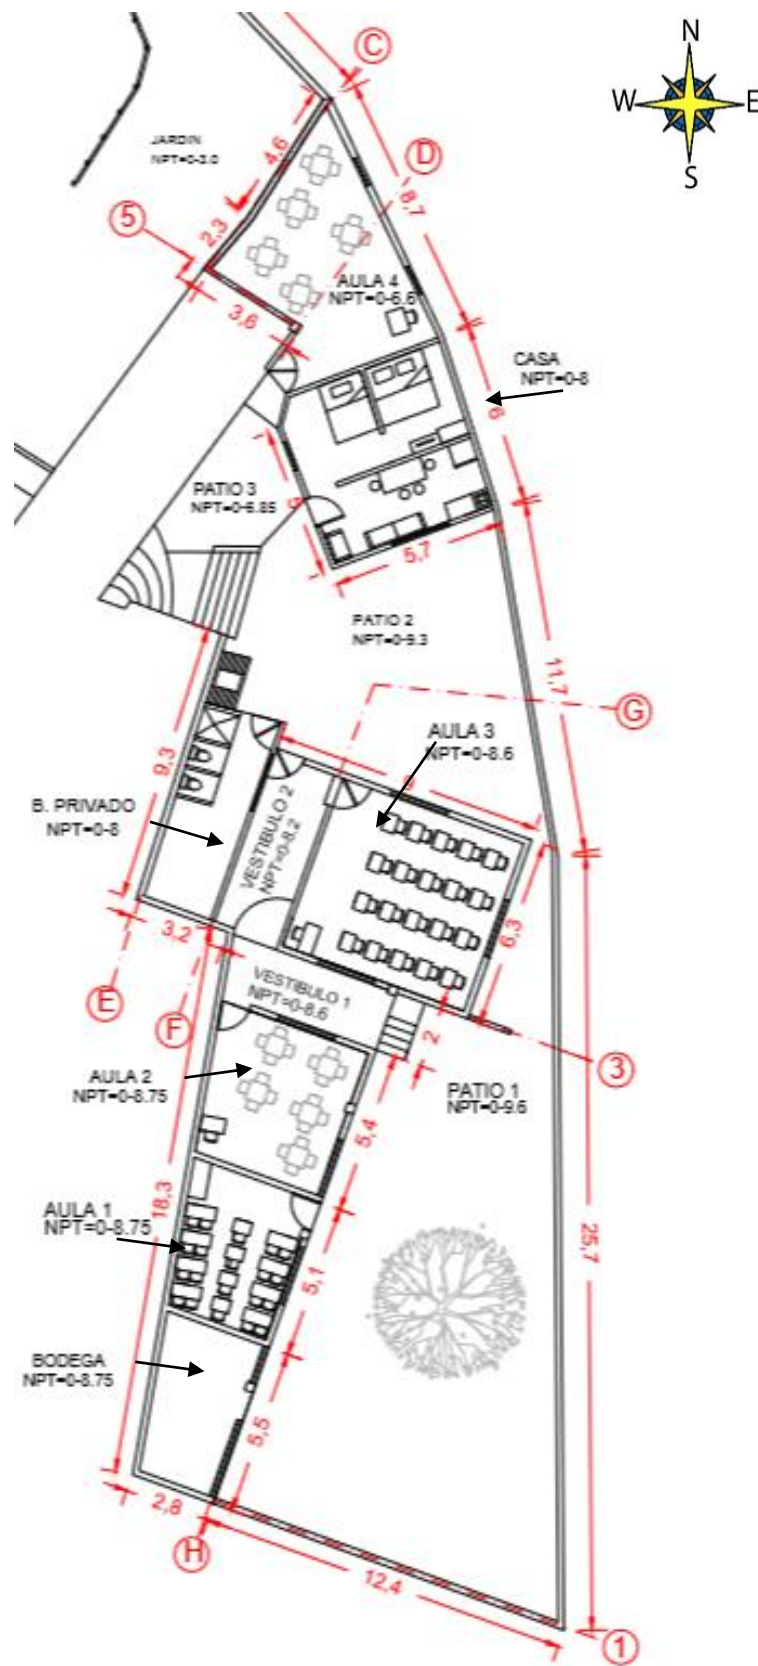 N
W E
S
C
JARDIN
NPT=0-3.0
4,6
D
8,7
5
2,3
AULA 4
NPT=0-6.6
3,6
CASA
NPT=0-8
6
PATIO 3
NPT=0-6.85
5,7
PATIO 2
NPT=0-9.3
11,7
G
AULA 3
NPT=0-8.6
9,3
B. PRIVADO
NPT=0-8
VESTIBULO 2
NPT=0-8.2
6,3
3,2
E
F
VESTIBULO 1
NPT=0-8.6
2
3
AULA 2
NPT=0-8.75
PATIO 1
NPT=0-9.6
5,4
18,3
AULA 1
NPT=0-8.75
25,7
5,1
BODEGA
NPT=0-8.75
5,5
2,8
H
12,4
1